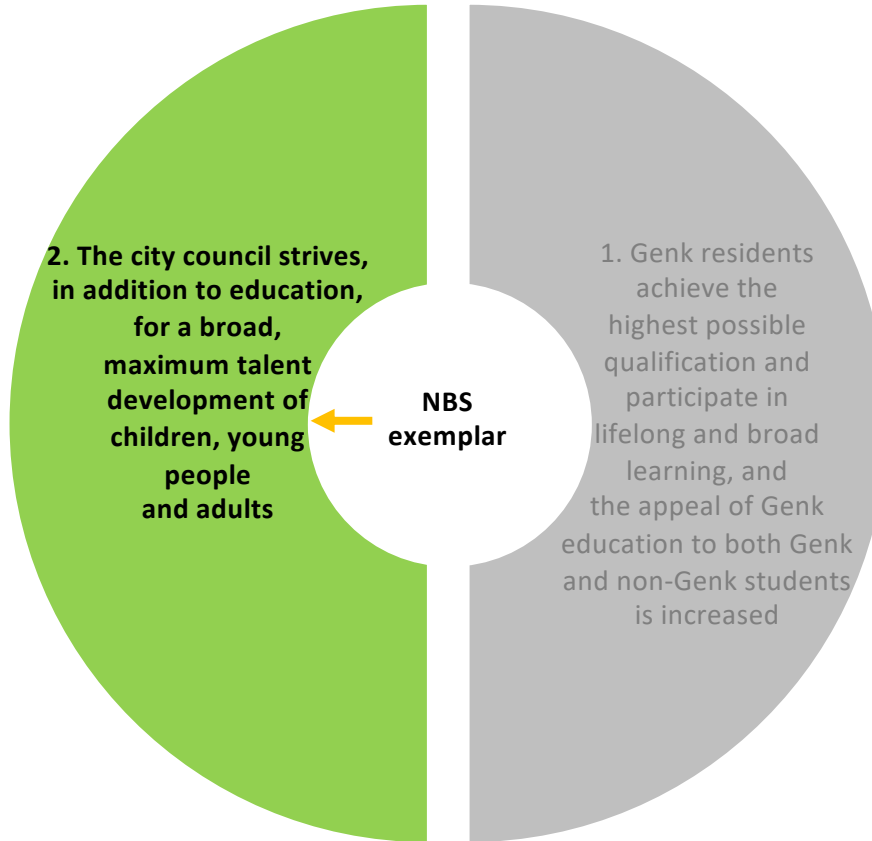 2. The city council strives,
in addition to education,
for a broad,
maximum talent
development of
children, young
people
and adults
NBS
exemplar
1. Genk residents
achieve the
highest possible
qualification and
participate in
lifelong and broad
learning, and
the appeal of Genk
education to both Genk
and non-Genk students
is increased